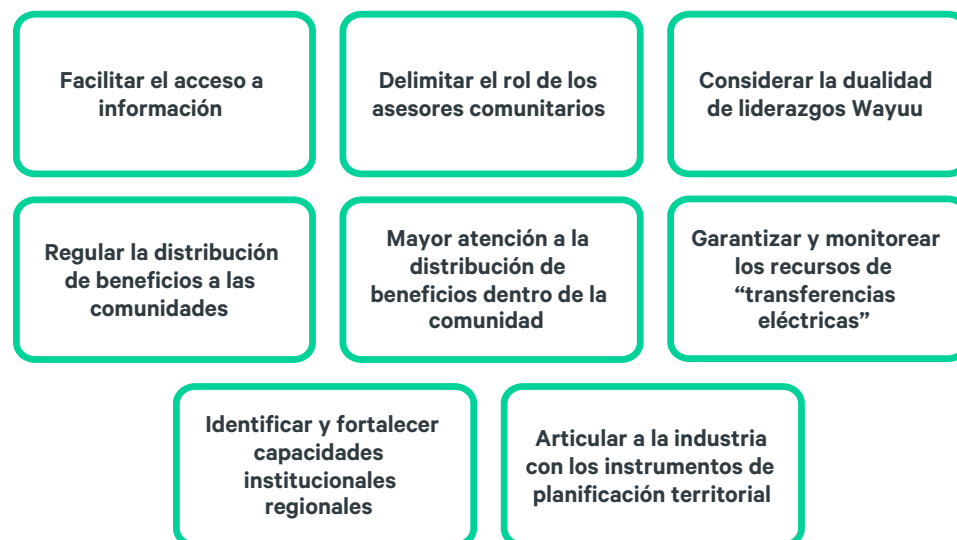 Facilitar el acceso a
información
Delimitar el rol de los
asesores comunitarios
Considerar la dualidad
de liderazgos Wayuu
Regular la distribución
de beneficios a las
comunidades
Mayor atención a la
distribución de
beneficios dentro de la
comunidad
Garantizar y monitorear
los recursos de
“transferencias
eléctricas”
Identificar y fortalecer
capacidades
institucionales
regionales
Articular a la industria
con los instrumentos de
planificación territorial